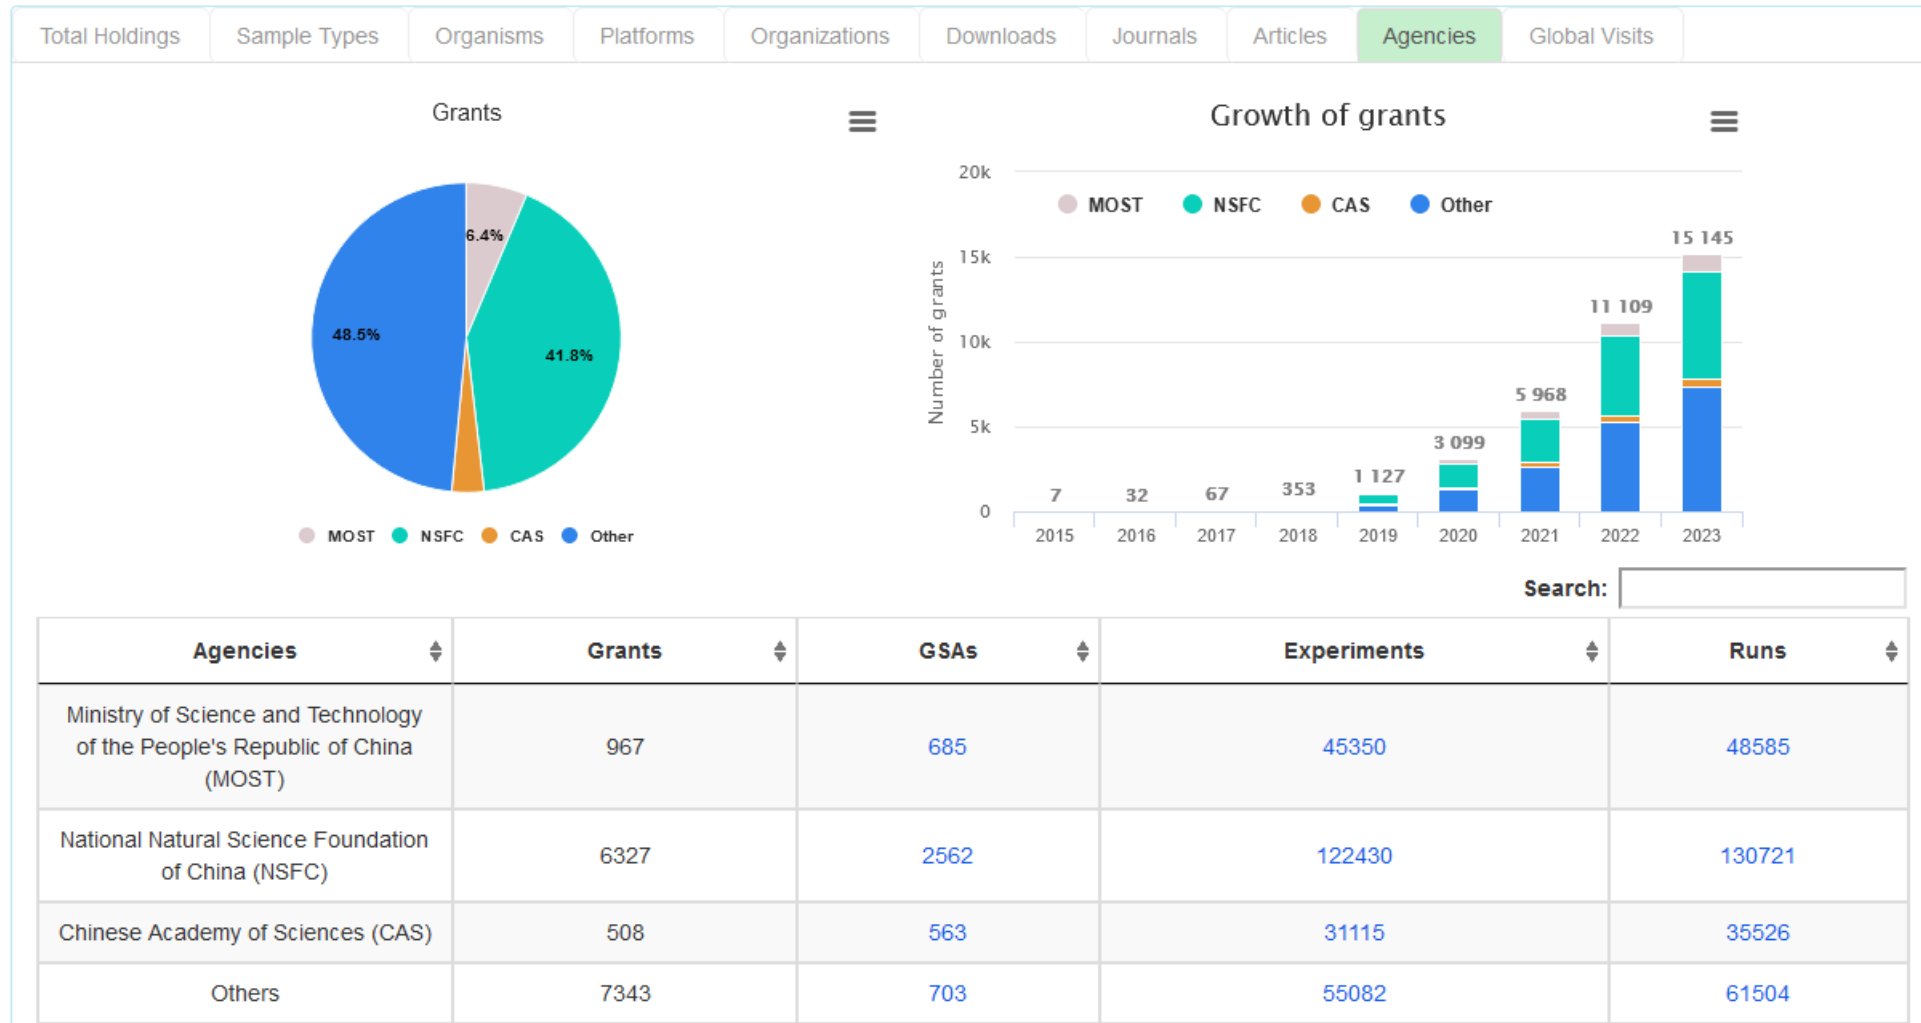 Total Holdings Sample Types Organisms Platforms Organizations Downloads Journals Articles Agencies Global Visits
Grants
6.4%
48.5%
41.8%
MOST NSFC CAS Other
Growth of grants
MOST NSFC CAS Other
Number of grants
20k
15k
10k
5k
0
7
32
67
353
1 127
3 099
5 968
11 109
15 145
2015 2016 2017 2018 2019 2020 2021 2022 2023
Search:
Agencies Grants GSAs Experiments Runs
Ministry of Science and Technology
of the People's Republic of China
(MOST)
967 685 45350 48585
National Natural Science Foundation
of China (NSFC)
6327 2562 122430 130721
Chinese Academy of Sciences (CAS) 508 563 31115 35526
Others 7343 703 55082 61504